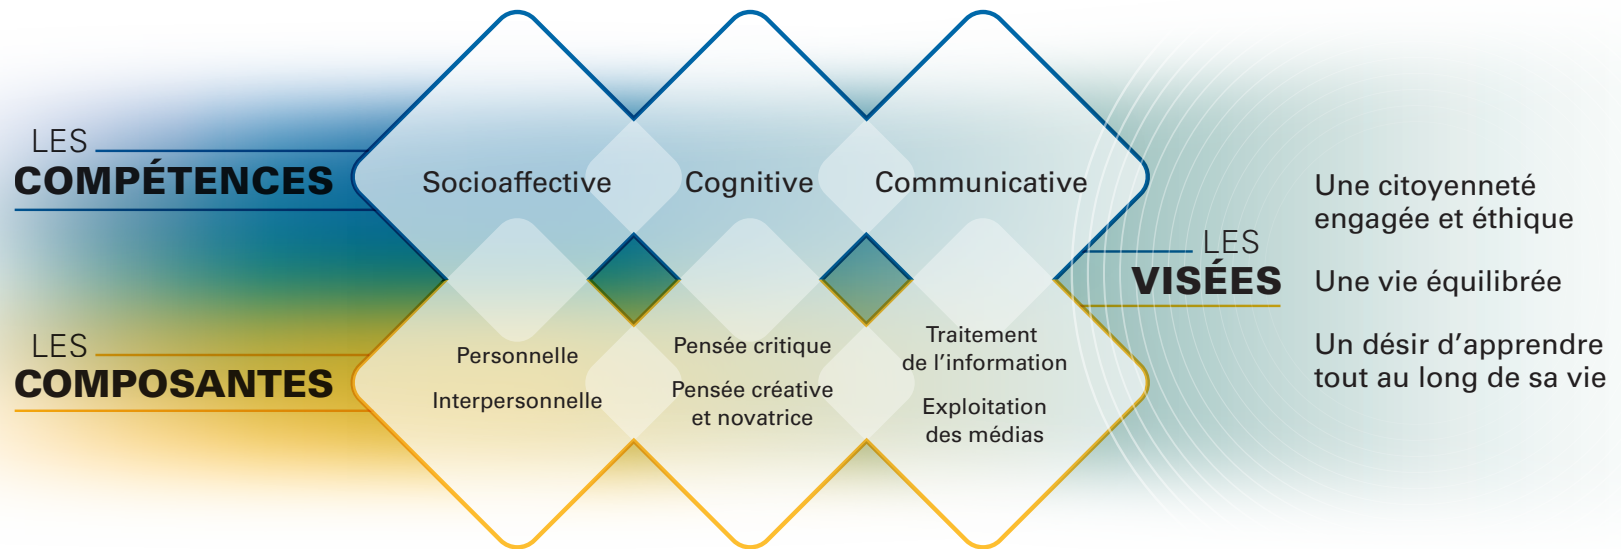 LES
COMPÉTENCES
Socioaffective
Cognitive
Communicative
LES
COMPOSANTES
Personnelle
Interpersonnelle
Pensée critique
Pensée créative
et novatrice
Traitement
de l’information
Exploitation
des médias
LES
VISÉES
Une citoyenneté
engagée et éthique
Une vie équilibrée
Un désir d’apprendre
tout au long de sa vie